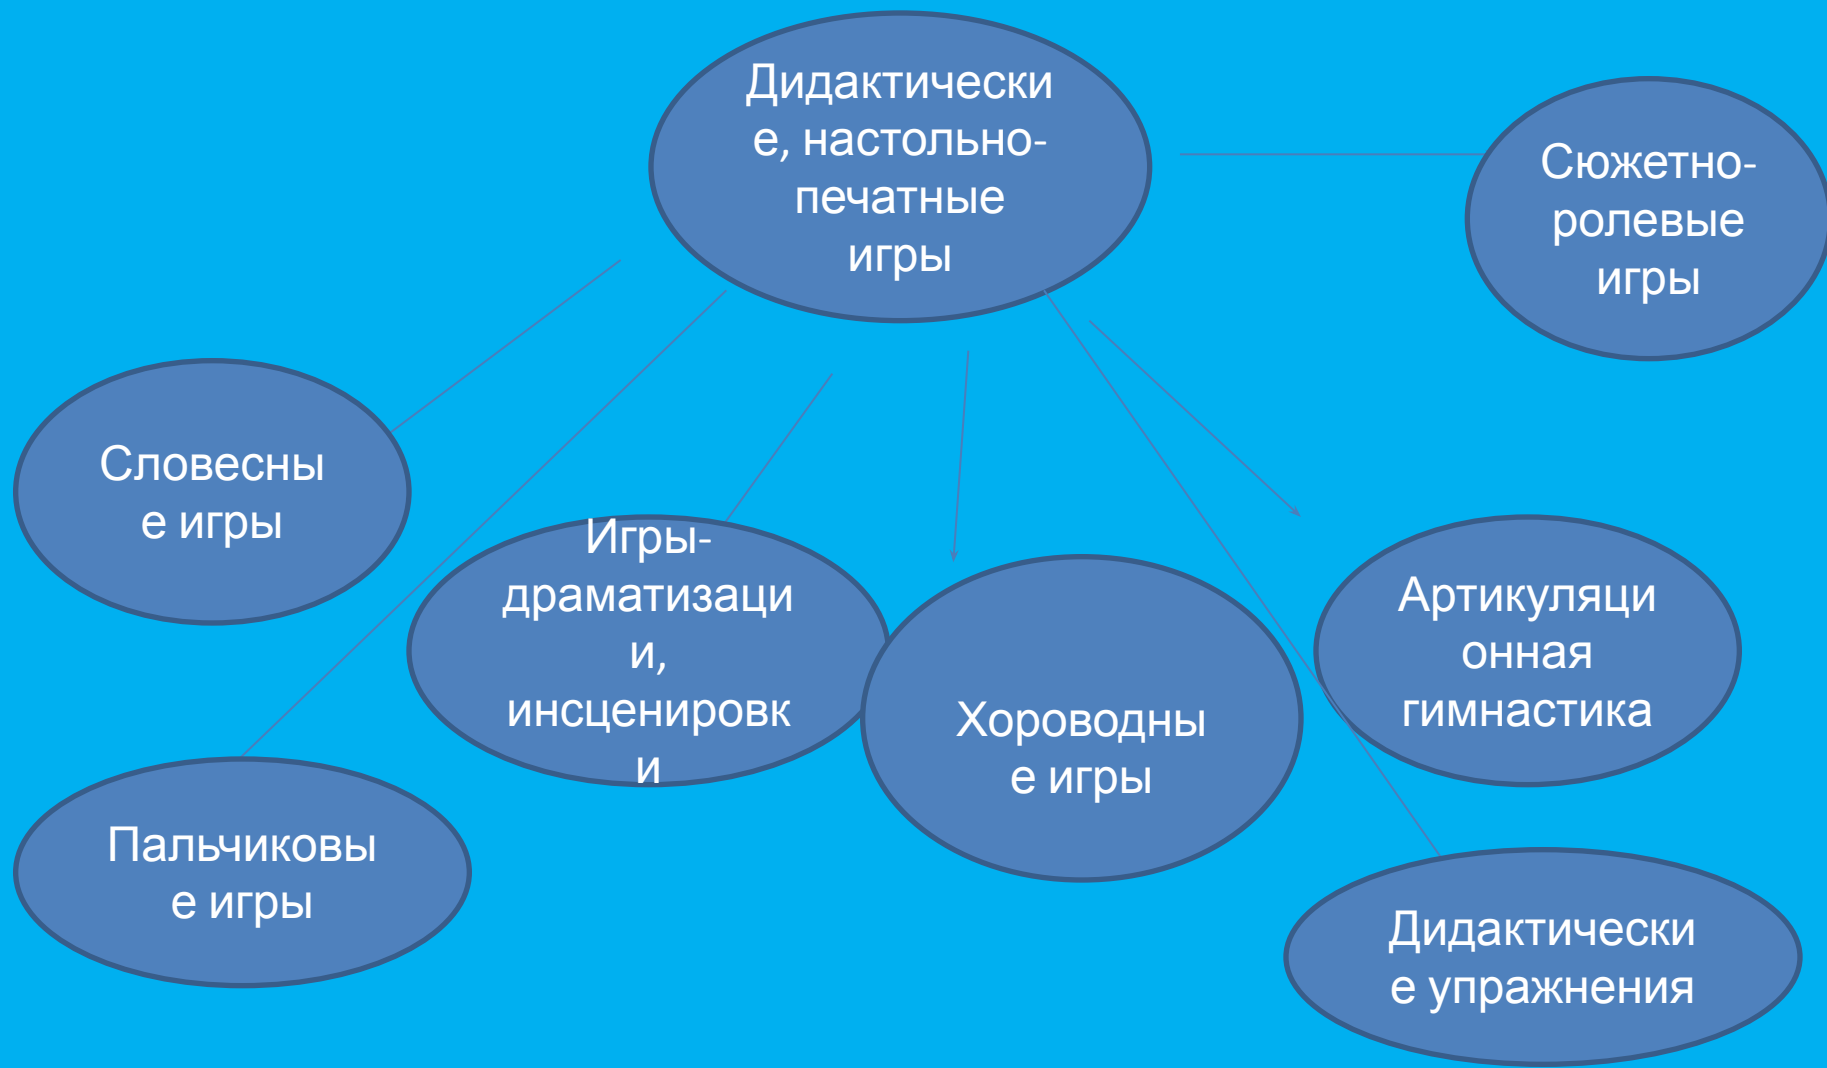 Дидактически
е, настольно-
печатные
игры
Сюжетно-
ролевые
игры
Словесны
е игры
Игры-
драматизаци
и,
инсценировк
и
Хороводны
е игры
Артикуляци
онная
гимнастика
Пальчиковы
е игры
Дидактически
е упражнения